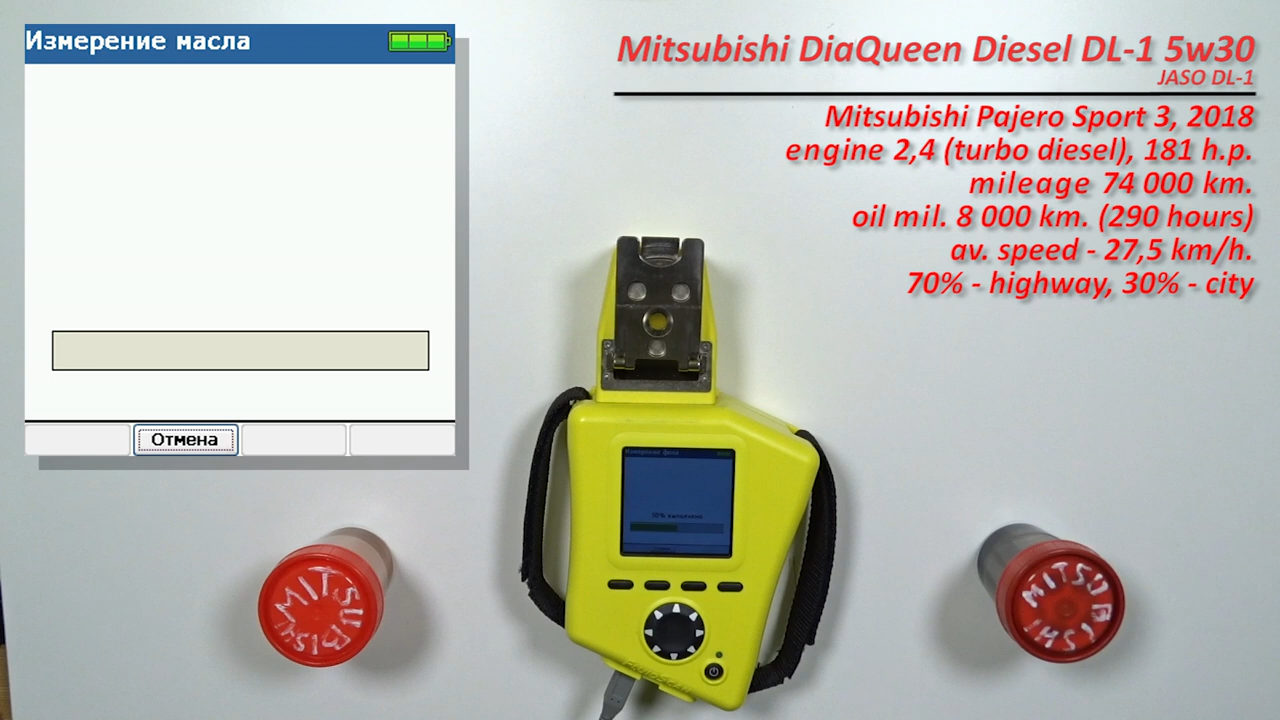 Измерение масла
Отмена
Mitsubishi DiaQueen Diesel DL-1 5w30
JASO DL-1
Mitsubishi Pajero Sport 3, 2018
engine 2,4 (turbo diesel), 181 h.p.
mileage 74 000 km.
oil mil. 8 000 km. (290 hours)
av. speed - 27,5 km/h.
70% - highway, 30% - city
MITSUBISHI
MITSUBISHI